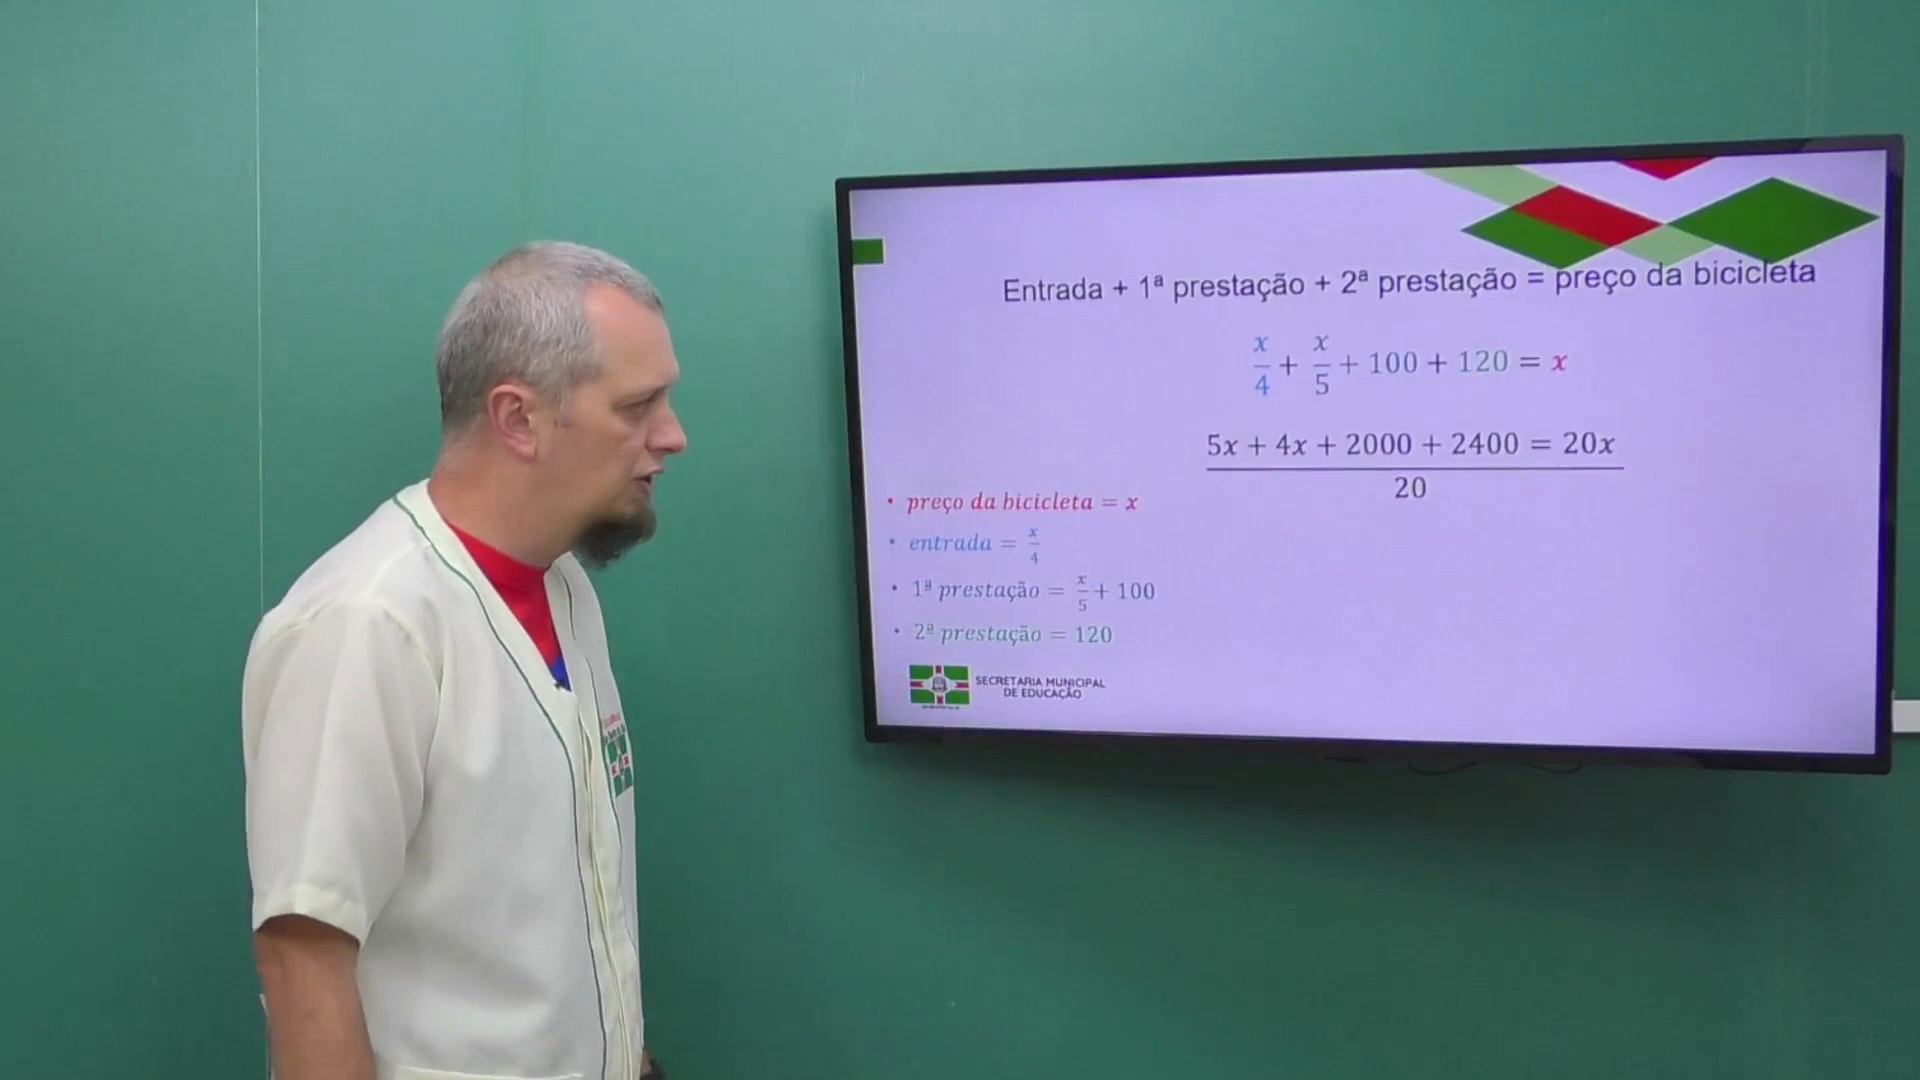 Entrada + 1ª prestação + 2ª prestação = preço da bicicleta
x/4 + x/5 + 100 + 120 = x
5x + 4x + 2000 + 2400 = 20x
20
• preço da bicicleta = x
• entrada = x/4
• 1ª prestação = x/5 + 100
• 2ª prestação = 120
SECRETARIA MUNICIPAL
DE EDUCAÇÃO